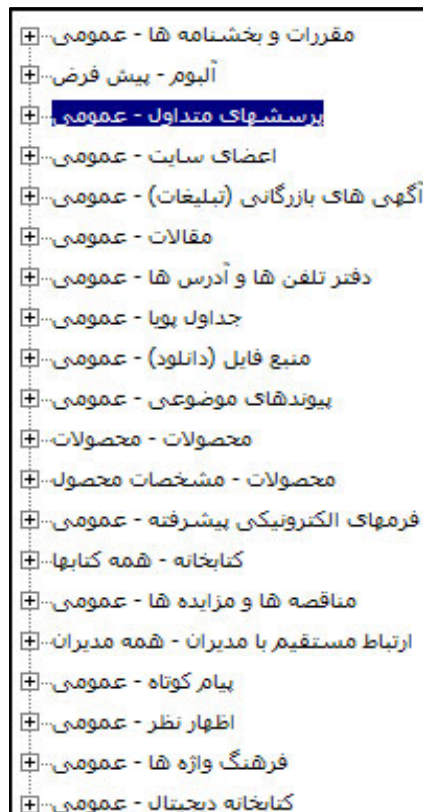 مقررات و بخشنامه ها - عمومی
آلبوم - پیش فرض
پرسشهای متداول - عمومی
اعضای سایت - عمومی
آگهی های بازرگانی (تبلیغات) - عمومی
مقالات - عمومی
دفتر تلفن ها و آدرس ها - عمومی
جداول پویا - عمومی
منبع فایل (دانلود) - عمومی
پیوندهای موضوعی - عمومی
محصولات - محصولات
محصولات - مشخصات محصول
فرمهای الکترونیکی پیشرفته - عمومی
کتابخانه - همه کتابها
مناقصه ها و مزایده ها - عمومی
ارتباط مستقیم با مدیران - همه مدیران
پیام کوتاه - عمومی
اظهار نظر - عمومی
فرهنگ واژه ها - عمومی
کتابخانه دیجیتال - عمومی